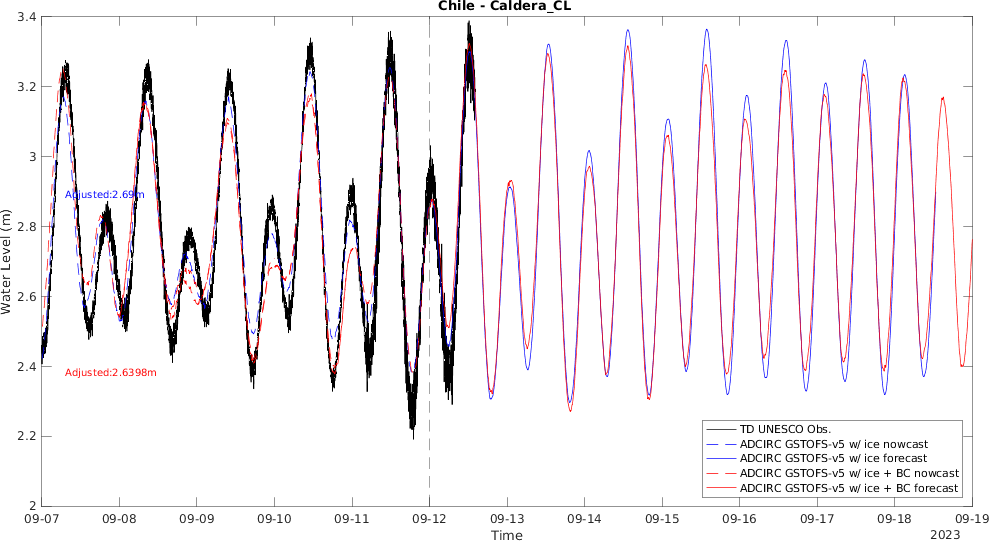 Chile - Caldera_CL
3.4
3.2
3
2.8
2.6
2.4
2.2
2
Water Level (m)
Adjusted:2.69m
Adjusted:2.6398m
TD UNESCO Obs.
ADCIRC GSTOFS-v5 w/ ice nowcast
ADCIRC GSTOFS-v5 w/ ice forecast
ADCIRC GSTOFS-v5 w/ ice + BC nowcast
ADCIRC GSTOFS-v5 w/ ice + BC forecast
09-07 09-08 09-09 09-10 09-11 09-12 09-13 09-14 09-15 09-16 09-17 09-18 09-19
Time
2023